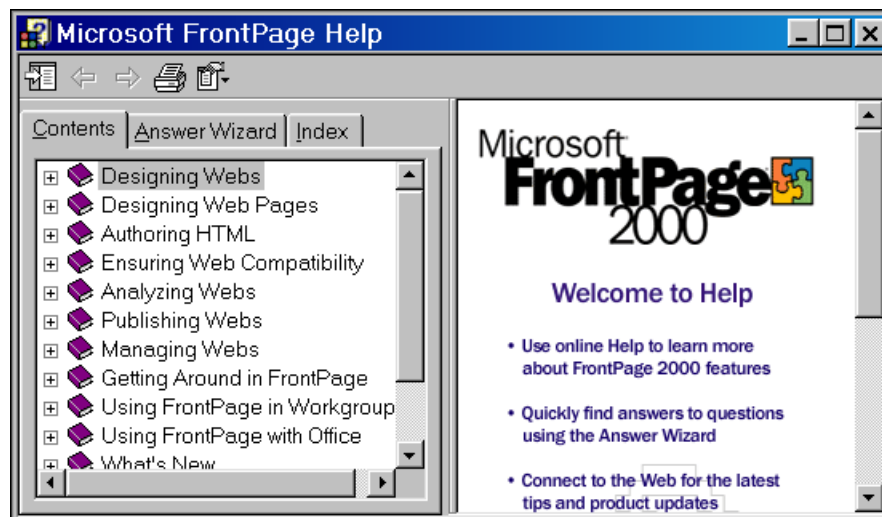 Microsoft FrontPage Help
Contents Answer Wizard Index
Designing Webs
Designing Web Pages
Authoring HTML
Ensuring Web Compatibility
Analyzing Webs
Publishing Webs
Managing Webs
Getting Around in FrontPage
Using FrontPage in Workgroup
Using FrontPage with Office
What's New
Microsoft
FrontPage
2000
Welcome to Help
• Use online Help to learn more
about FrontPage 2000 features
• Quickly find answers to questions
using the Answer Wizard
• Connect to the Web for the latest
tips and product updates